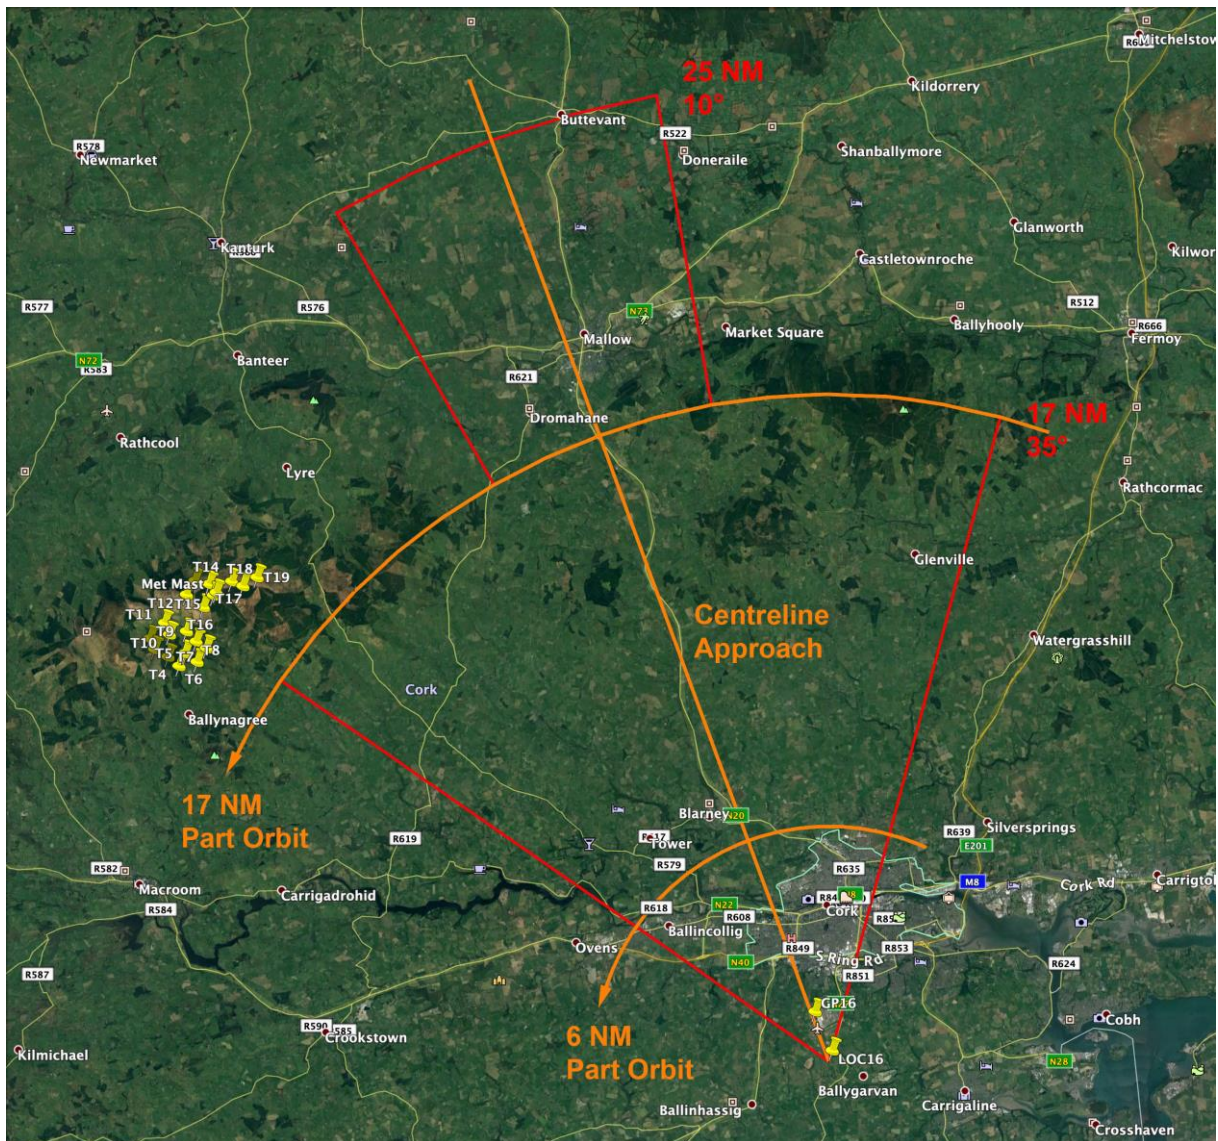 Mitchelstow
25 NM
10°
Kildorrery
Buttevant
R522
R578
Newmarket
Doneraile
Shanballymore
Glanworth
Kanturk
Castletownroche
Kilwor
R577
R576
N73
R512
Ballyhooly
R666
Market Square
Mallow
Fermoy
N72
R583
Banteer
R621
Dromahane
17 NM
35°
Rathcool
Lyre
Rathcormac
Glenville
T14
T18
T19
Met Mast
T17
T12
T15
T11
T16
T9
T10
T8
T5
T7
T4
T6
Centreline
Approach
Watergrasshill
Cork
Ballynagree
17 NM
Part Orbit
Blarney
N20
Silversprings
R639
E201
R619
Tower
R579
R635
R582
Macroom
Carrigadrohid
M8
Cork Rd
Carrigtol
R584
R618
N22
R608
Cork
Ballincollig
Ovens
R849
R853
S Ring Rd
N40
R851
R624
R587
GP16
R590
R585
Crookstown
Cobh
6 NM
Part Orbit
Kilmichael
LOC16
N28
Ballygarvan
Ballinhassig
Carrigaline
Crosshaven